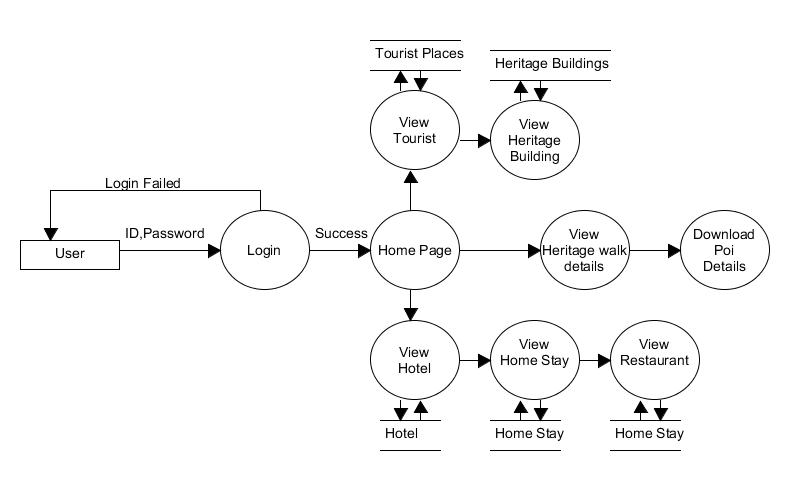 Tourist Places
Heritage Buildings
View
Tourist
View
Heritage
Building
Login Failed
User
ID,Password
Login
Success
Home Page
View
Heritage walk
details
Download
Poi
Details
View
Hotel
View
Home Stay
View
Restaurant
Hotel
Home Stay
Home Stay